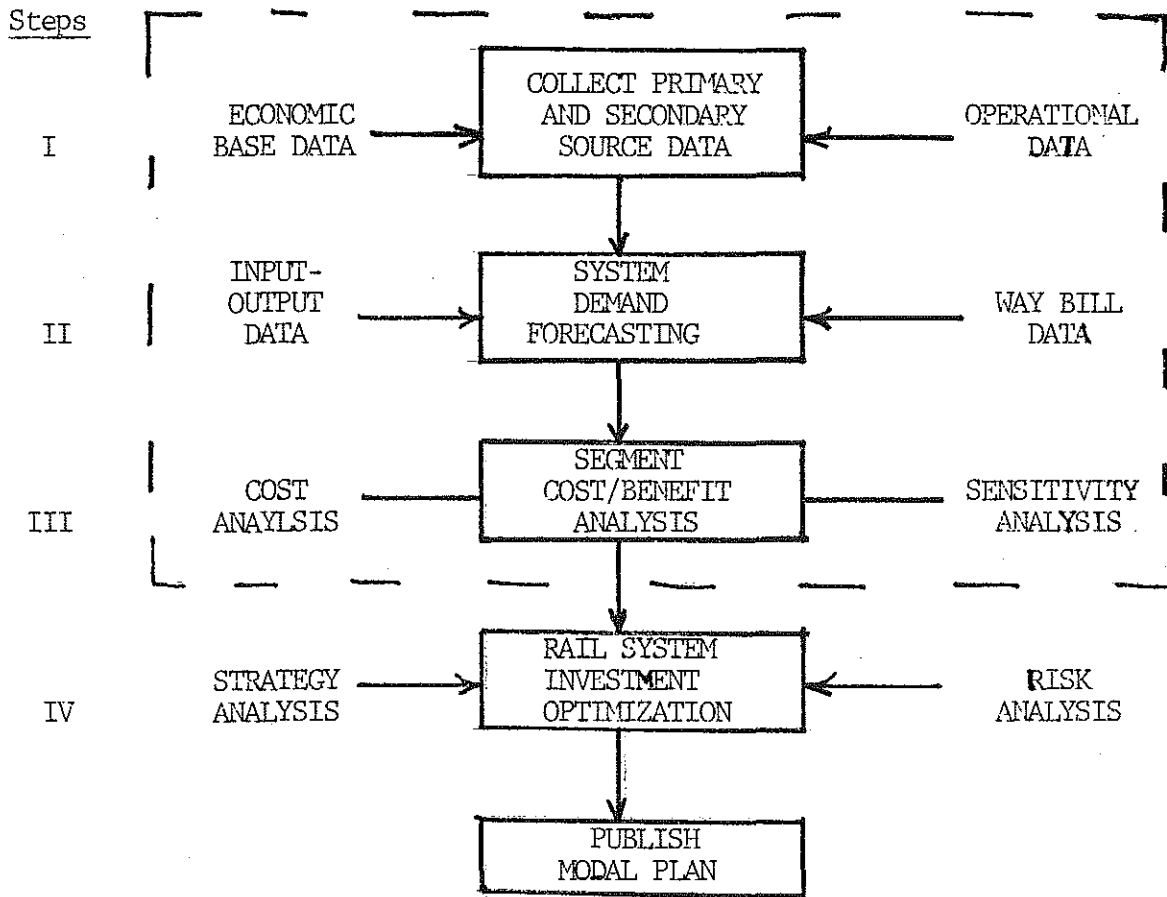 Steps
I
ECONOMIC
BASE DATA
COLLECT PRIMARY
AND SECONDARY
SOURCE DATA
OPERATIONAL
DATA
II
INPUT-
OUTPUT
DATA
SYSTEM
DEMAND
FORECASTING
WAY BILL
DATA
III
COST
ANAYLSIS
SEGMENT
COST/BENEFIT
ANALYSIS
SENSITIVITY
ANALYSIS
IV
STRATEGY
ANALYSIS
RAIL SYSTEM
INVESTMENT
OPTIMIZATION
RISK
ANALYSIS
PUBLISH
MODAL PLAN